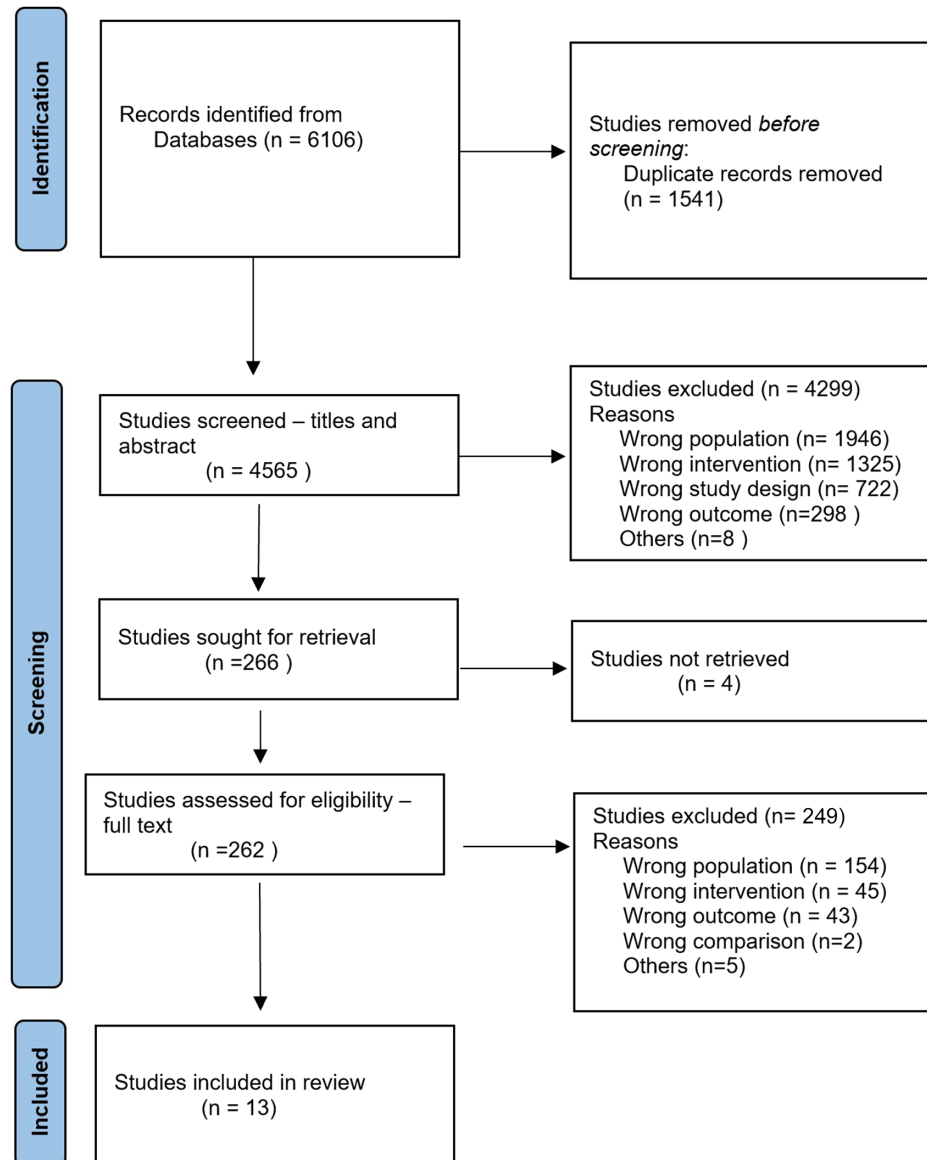 Identification
Records identified from
Databases (n = 6106)
Studies removed before
screening:
Duplicate records removed
(n = 1541)
Screening
Studies screened – titles and
abstract
(n = 4565 )
Studies excluded (n = 4299)
Reasons
Wrong population (n= 1946)
Wrong intervention (n= 1325)
Wrong study design (n= 722)
Wrong outcome (n=298 )
Others (n=8 )
Studies sought for retrieval
(n =266 )
Studies not retrieved
(n = 4)
Studies assessed for eligibility –
full text
(n =262 )
Studies excluded (n= 249)
Reasons
Wrong population (n = 154)
Wrong intervention (n = 45)
Wrong outcome (n = 43)
Wrong comparison (n=2)
Others (n=5)
Included
Studies included in review
(n = 13)